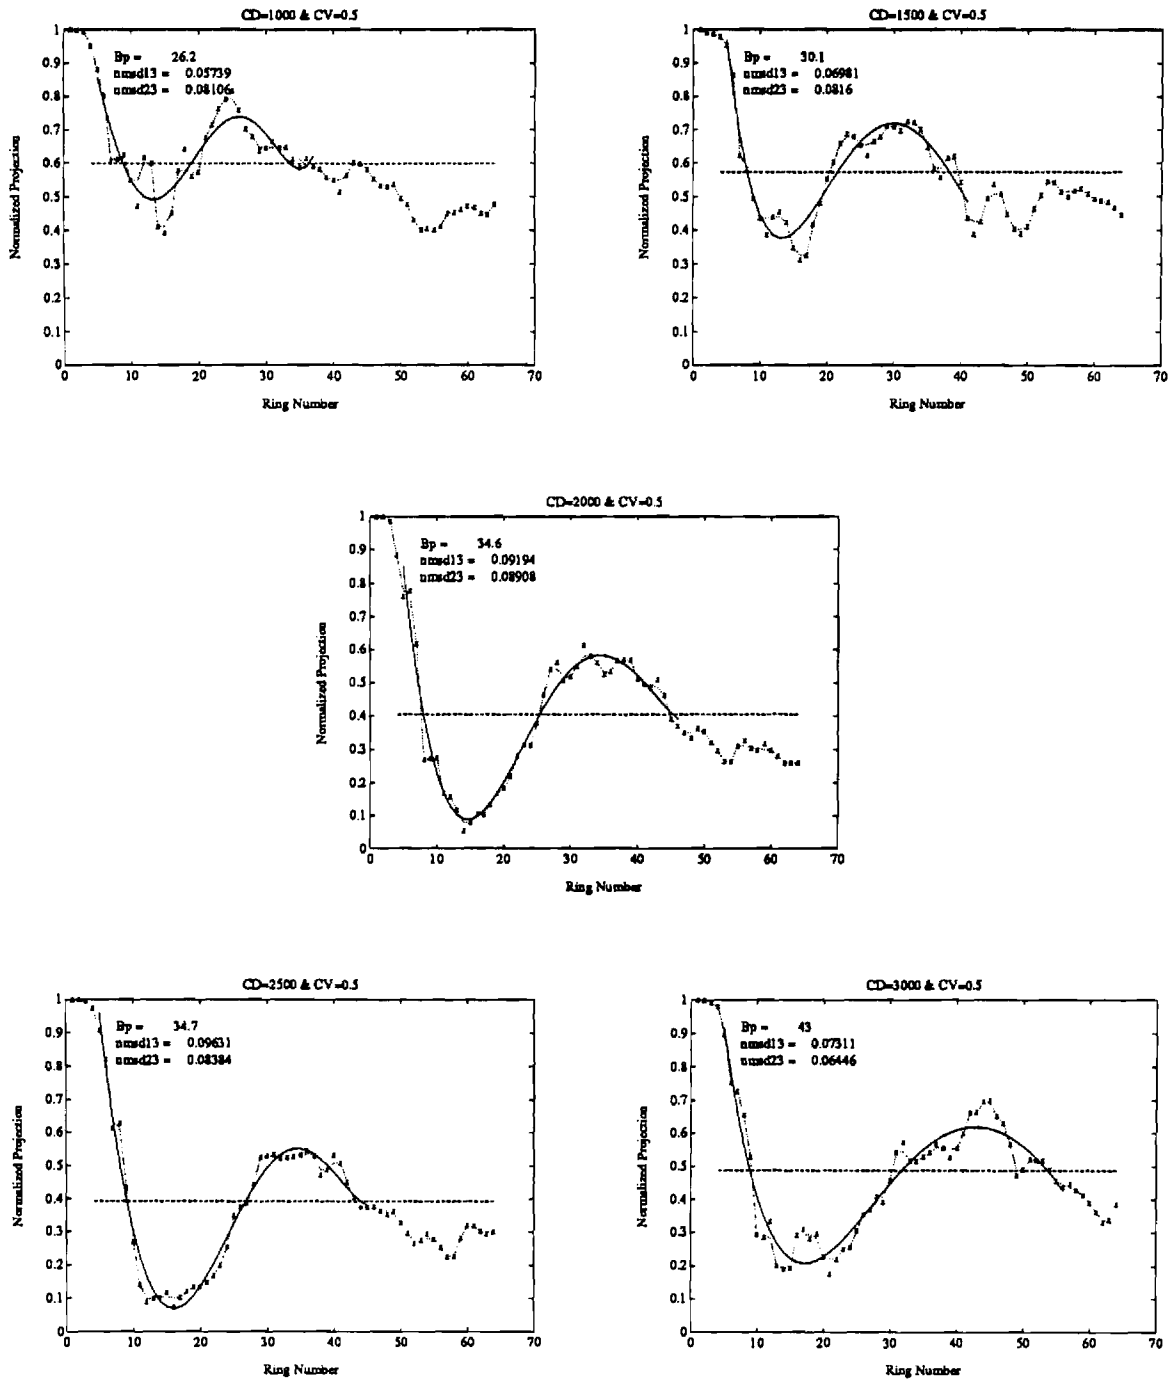 CD=1000 & CV=0.5
Bp = 26.2
nmsd13 = 0.05739
nmsd23 = 0.08106
Normalized Projection
1
0.9
0.8
0.7
0.6
0.5
0.4
0.3
0.2
0.1
0
0 10 20 30 40 50 60 70
Ring Number
CD=1500 & CV=0.5
Bp = 30.1
nmsd13 = 0.06981
nmsd23 = 0.0816
Normalized Projection
1
0.9
0.8
0.7
0.6
0.5
0.4
0.3
0.2
0.1
0
0 10 20 30 40 50 60 70
Ring Number
CD=2000 & CV=0.5
Bp = 34.6
nmsd13 = 0.09194
nmsd23 = 0.08908
Normalized Projection
1
0.9
0.8
0.7
0.6
0.5
0.4
0.3
0.2
0.1
0
0 10 20 30 40 50 60 70
Ring Number
CD=2500 & CV=0.5
Bp = 34.7
nmsd13 = 0.09631
nmsd23 = 0.08384
Normalized Projection
1
0.9
0.8
0.7
0.6
0.5
0.4
0.3
0.2
0.1
0
0 10 20 30 40 50 60 70
Ring Number
CD=3000 & CV=0.5
Bp = 43
nmsd13 = 0.07311
nmsd23 = 0.06446
Normalized Projection
1
0.9
0.8
0.7
0.6
0.5
0.4
0.3
0.2
0.1
0
0 10 20 30 40 50 60 70
Ring Number